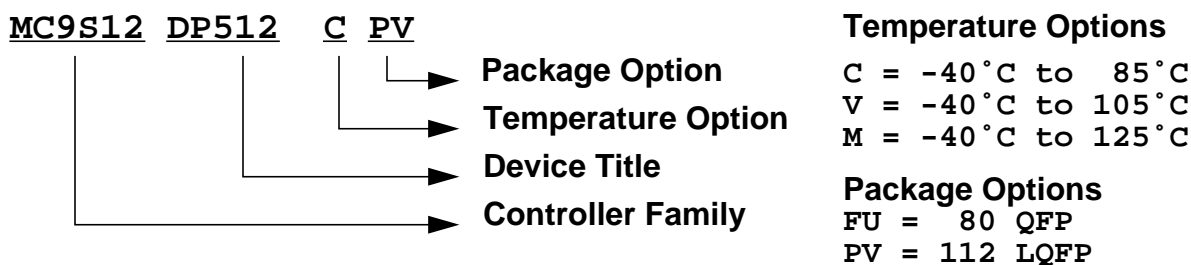 MC9S12 DP512 C PV
Package Option
Temperature Option
Device Title
Controller Family
Temperature Options
C = -40˚C to 85˚C
V = -40˚C to 105˚C
M = -40˚C to 125˚C
Package Options
FU = 80 QFP
PV = 112 LQFP